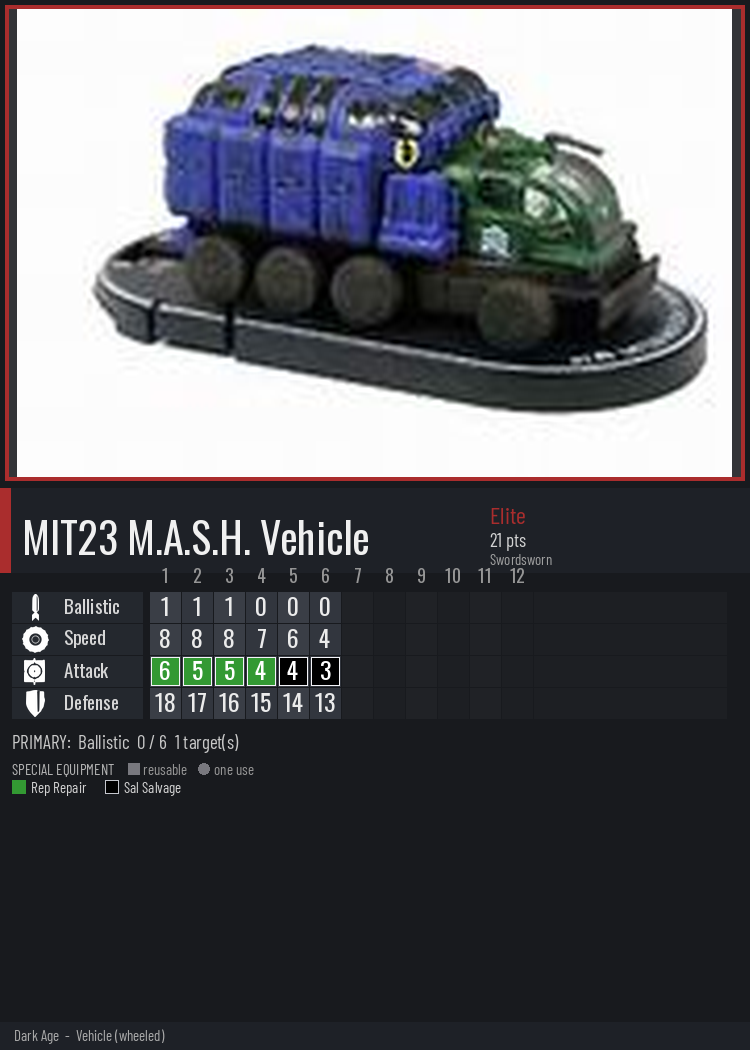 MIT23 M.A.S.H. Vehicle
Elite
21 pts
Swordsworn
1 2 3 4 5 6 7 8 9 10 11 12
Ballistic 1 1 1 0 0 0
Speed 8 8 8 7 6 4
Attack 6 5 5 4 4 3
Defense 18 17 16 15 14 13
PRIMARY: Ballistic 0 / 6 1 target(s)
SPECIAL EQUIPMENT reusable one use
Rep Repair Sal Salvage
Dark Age - Vehicle (wheeled)